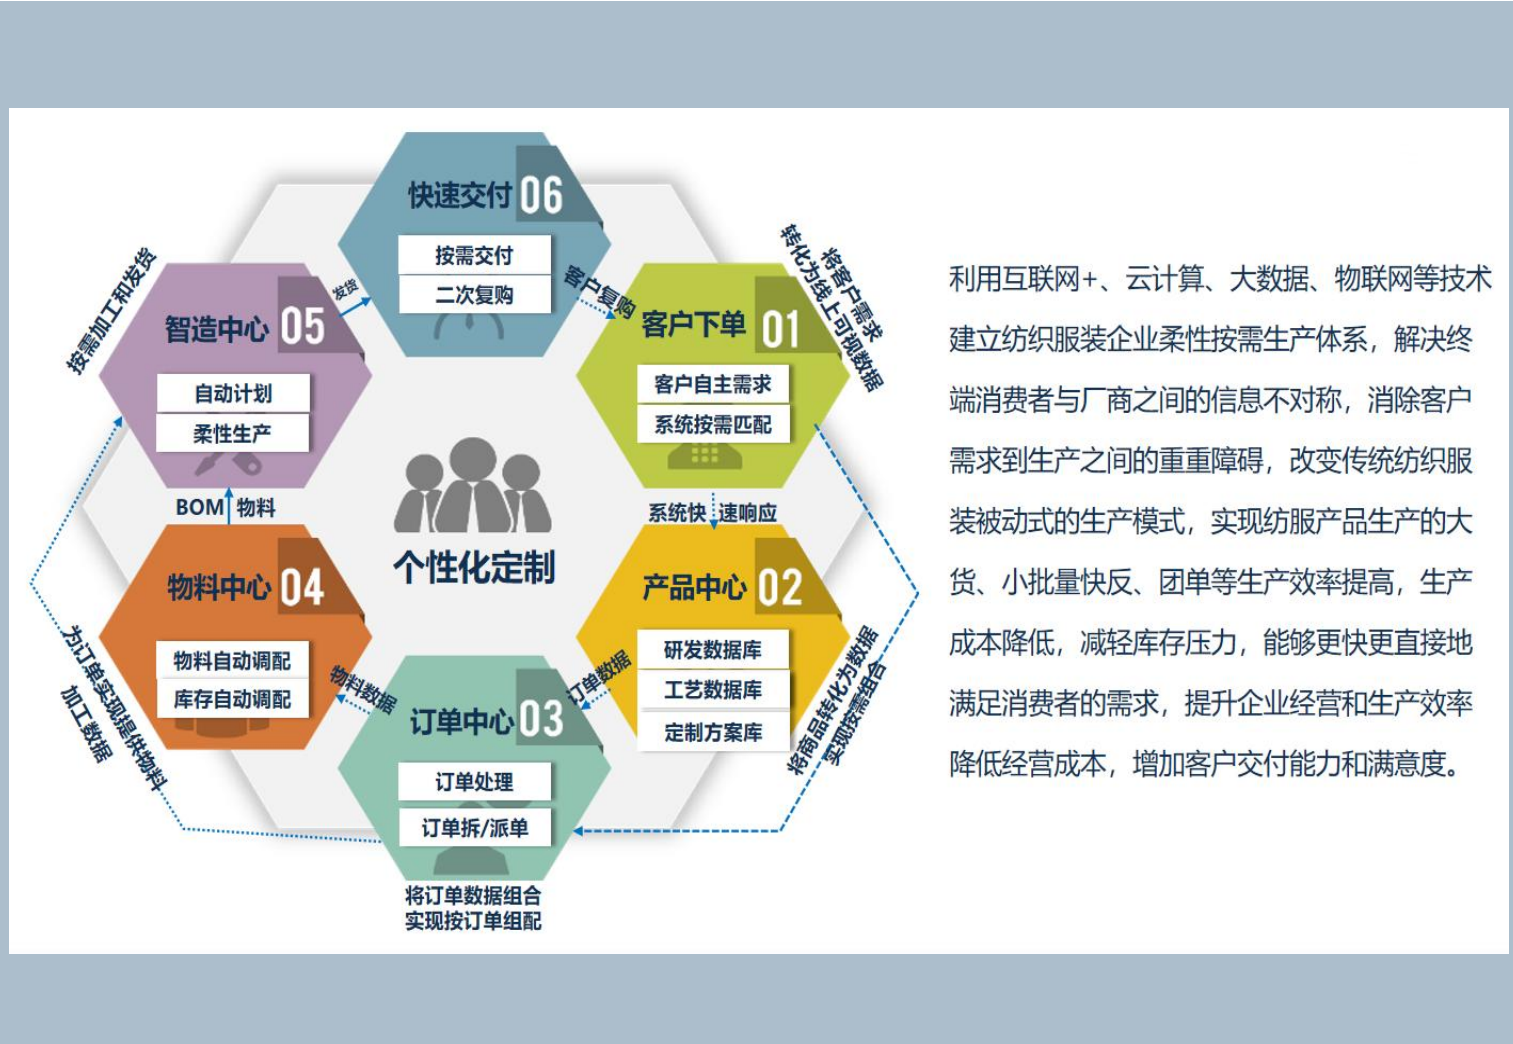 快速交付 06
按需交付
二次复购
客户复购
客户下单 01
客户自主需求
系统按需匹配
将客户需求
转化为线上可视数据
系统快速响应
产品中心 02
研发数据库
工艺数据库
定制方案库
将商品转化为数据
实现按需组合
订单数据
订单中心 03
订单处理
订单拆/派单
将订单数据组合
实现按订单组配
物料数据
物料中心 04
物料自动调配
库存自动调配
为订单实现提供物料
加工数据
BOM 物料
智造中心 05
自动计划
柔性生产
按需加工和发货
发货
个性化定制
利用互联网+、云计算、大数据、物联网等技术
建立纺织服装企业柔性按需生产体系，解决终
端消费者与厂商之间的信息不对称，消除客户
需求到生产之间的重重障碍，改变传统纺织服
装被动式的生产模式，实现纺服产品生产的大
货、小批量快反、团单等生产效率提高，生产
成本降低，减轻库存压力，能够更快更直接地
满足消费者的需求，提升企业经营和生产效率
降低经营成本，增加客户交付能力和满意度。